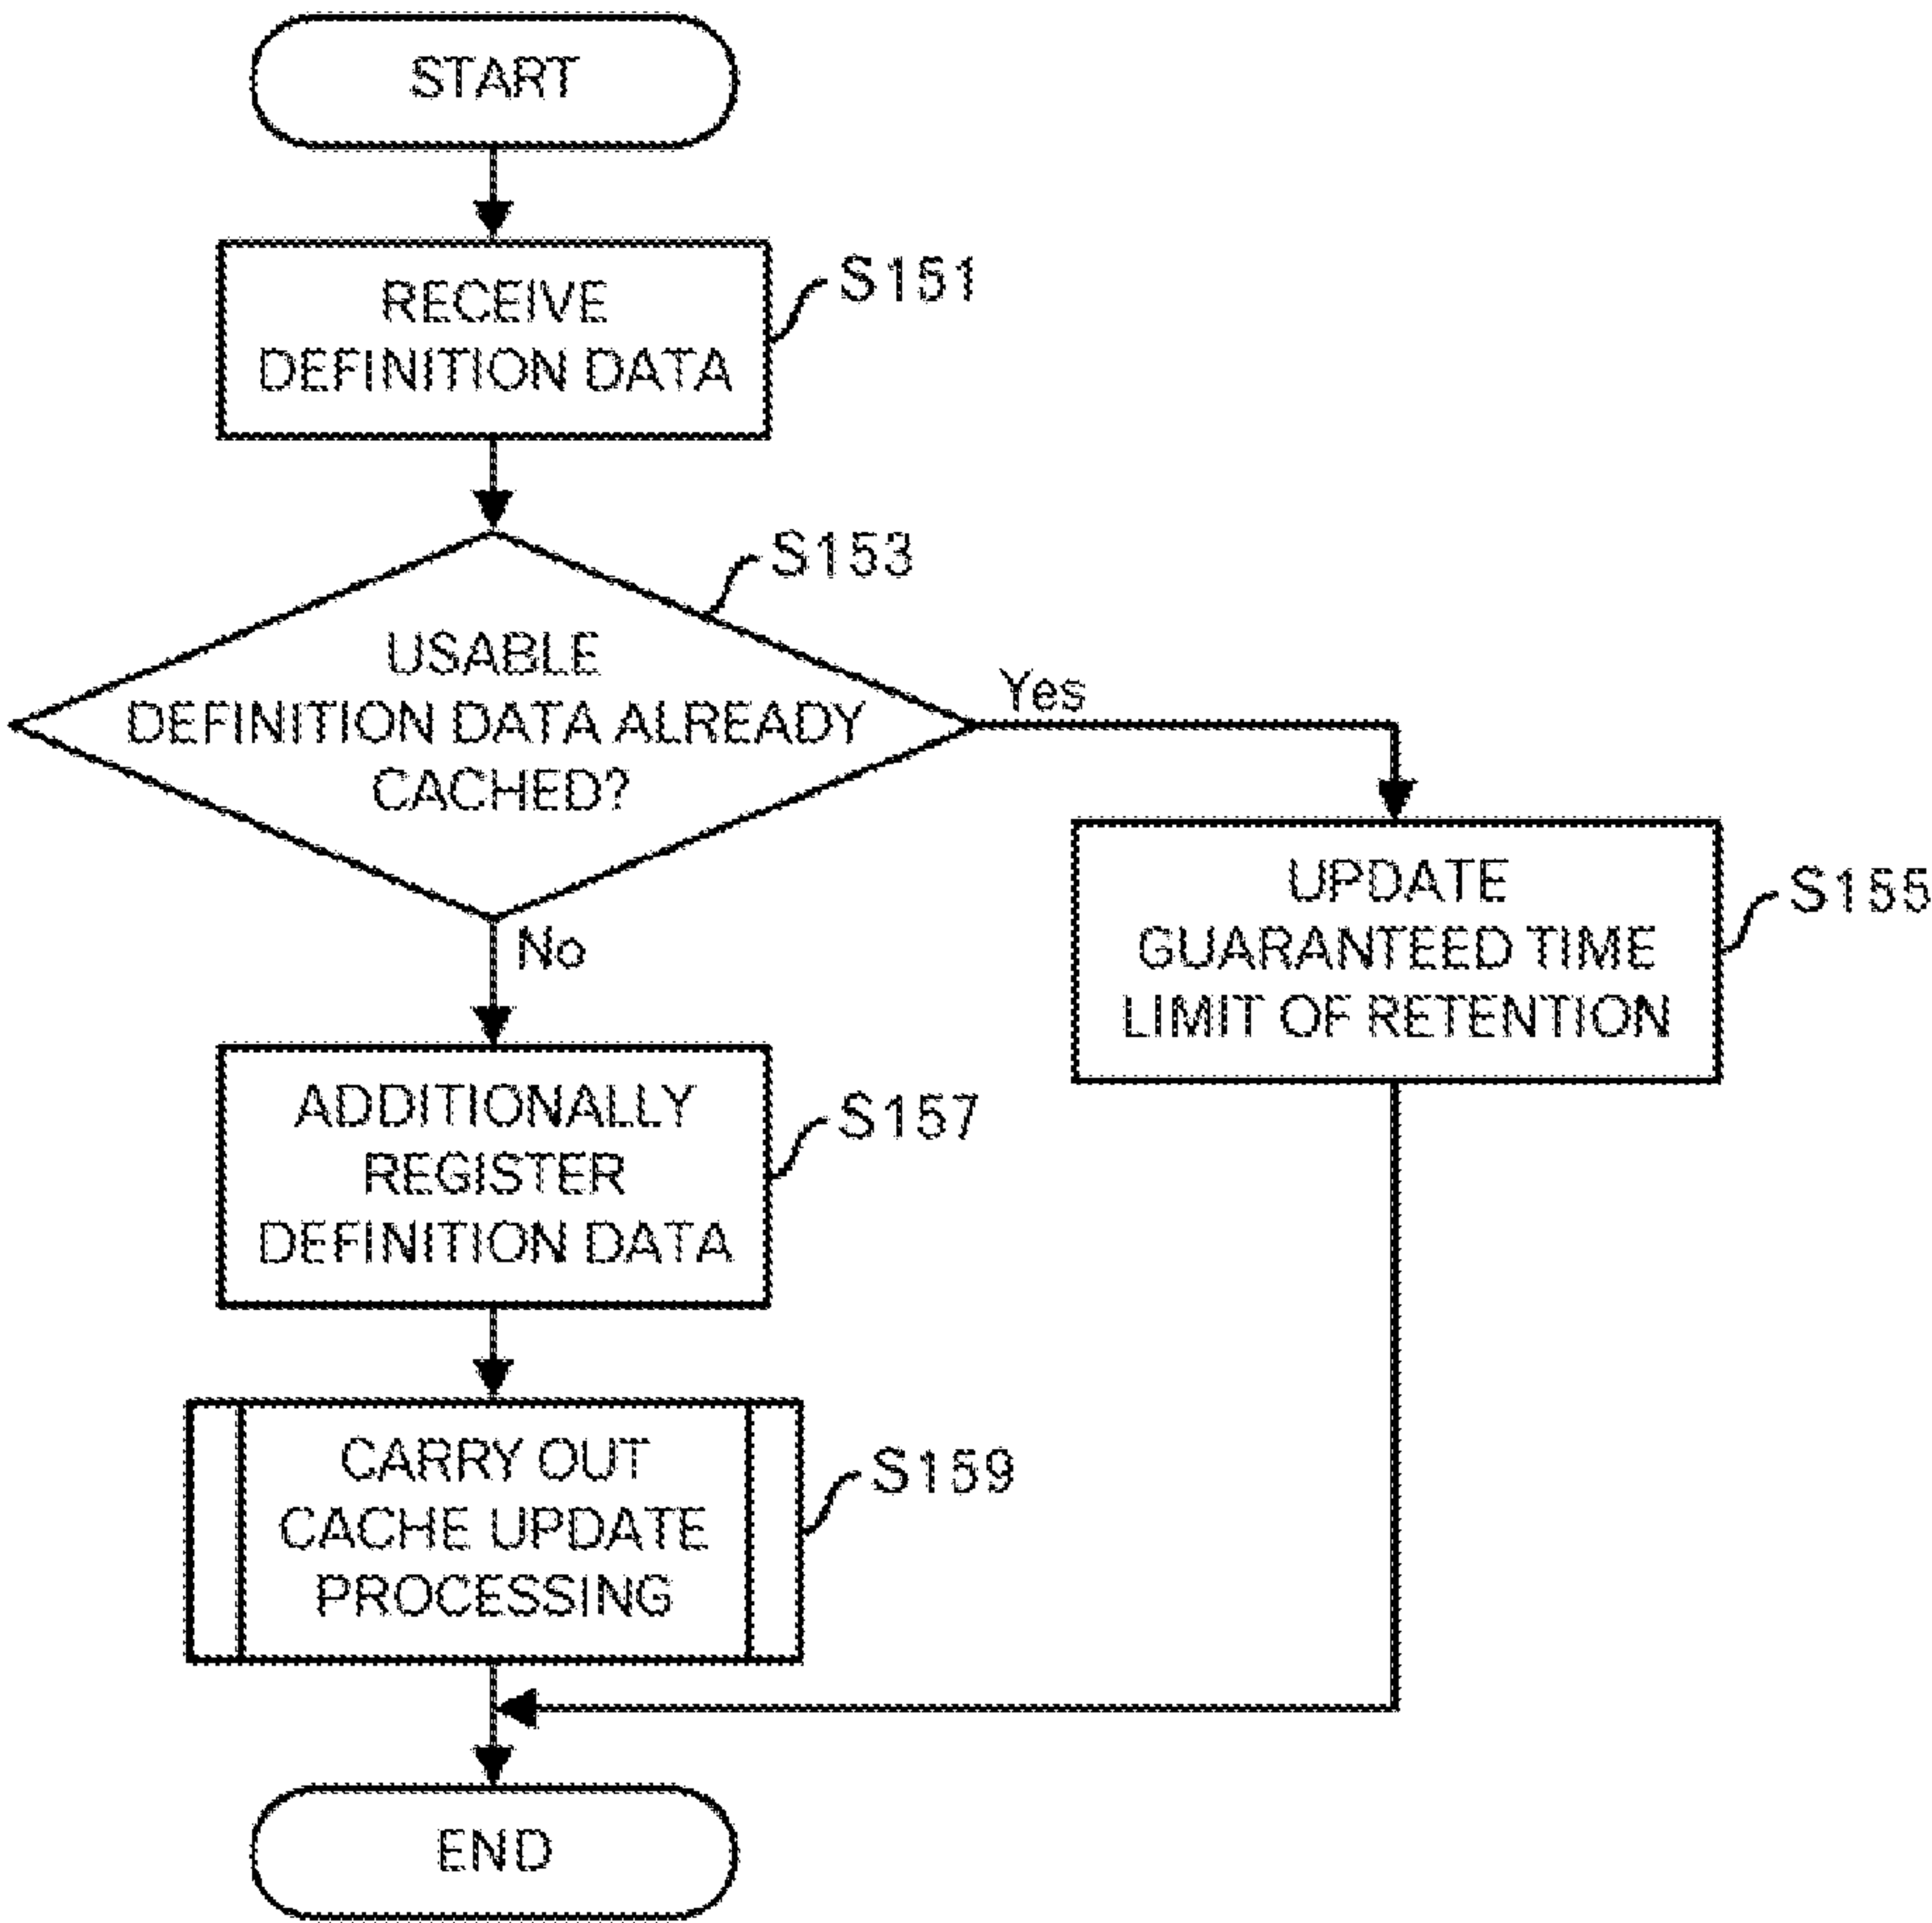 START
RECEIVE
DEFINITION DATA
S151
S153
USABLE
DEFINITION DATA ALREADY
CACHED?
Yes
No
UPDATE
GUARANTEED TIME
LIMIT OF RETENTION
S155
ADDITIONALLY
REGISTER
DEFINITION DATA
S157
CARRY OUT
CACHE UPDATE
PROCESSING
S159
END